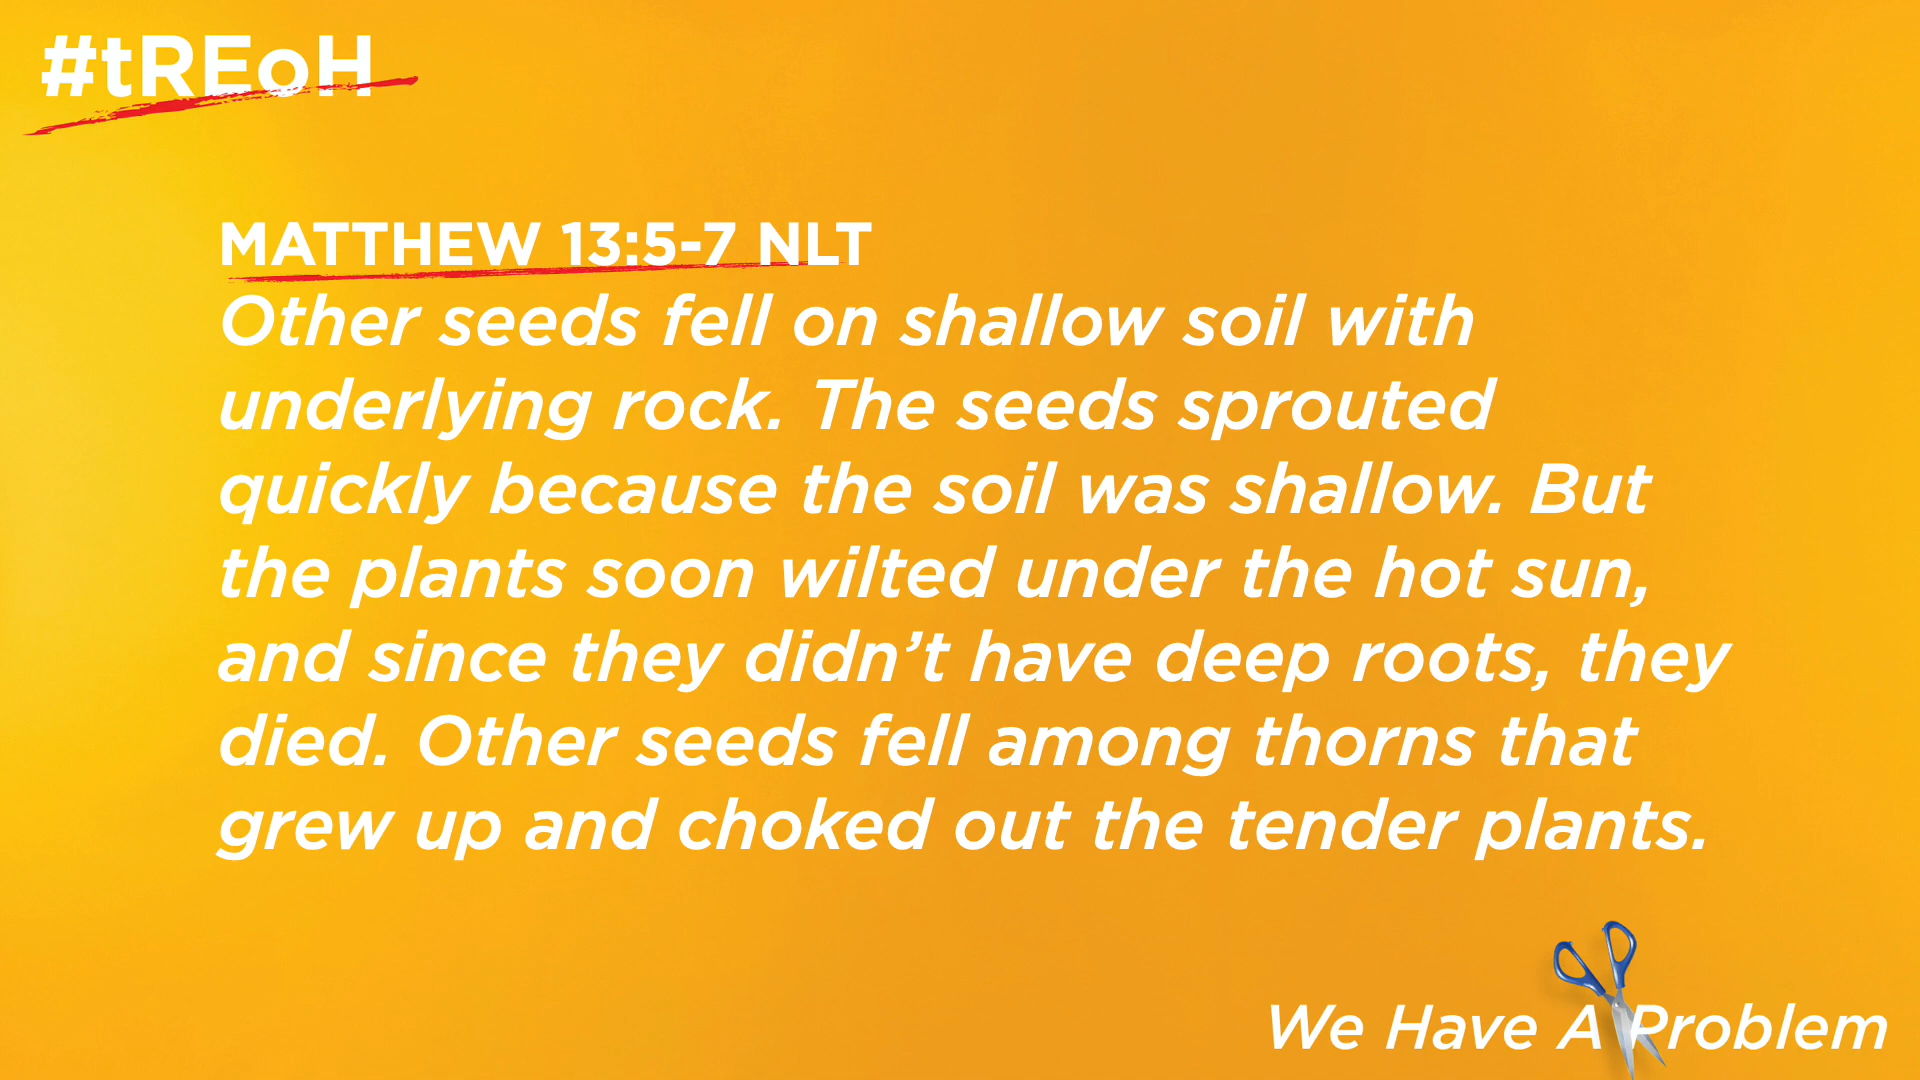 #tREoH
MATTHEW 13:5-7 NLT
Other seeds fell on shallow soil with
underlying rock. The seeds sprouted
quickly because the soil was shallow. But
the plants soon wilted under the hot sun,
and since they didn’t have deep roots, they
died. Other seeds fell among thorns that
grew up and choked out the tender plants.
We Have A Problem